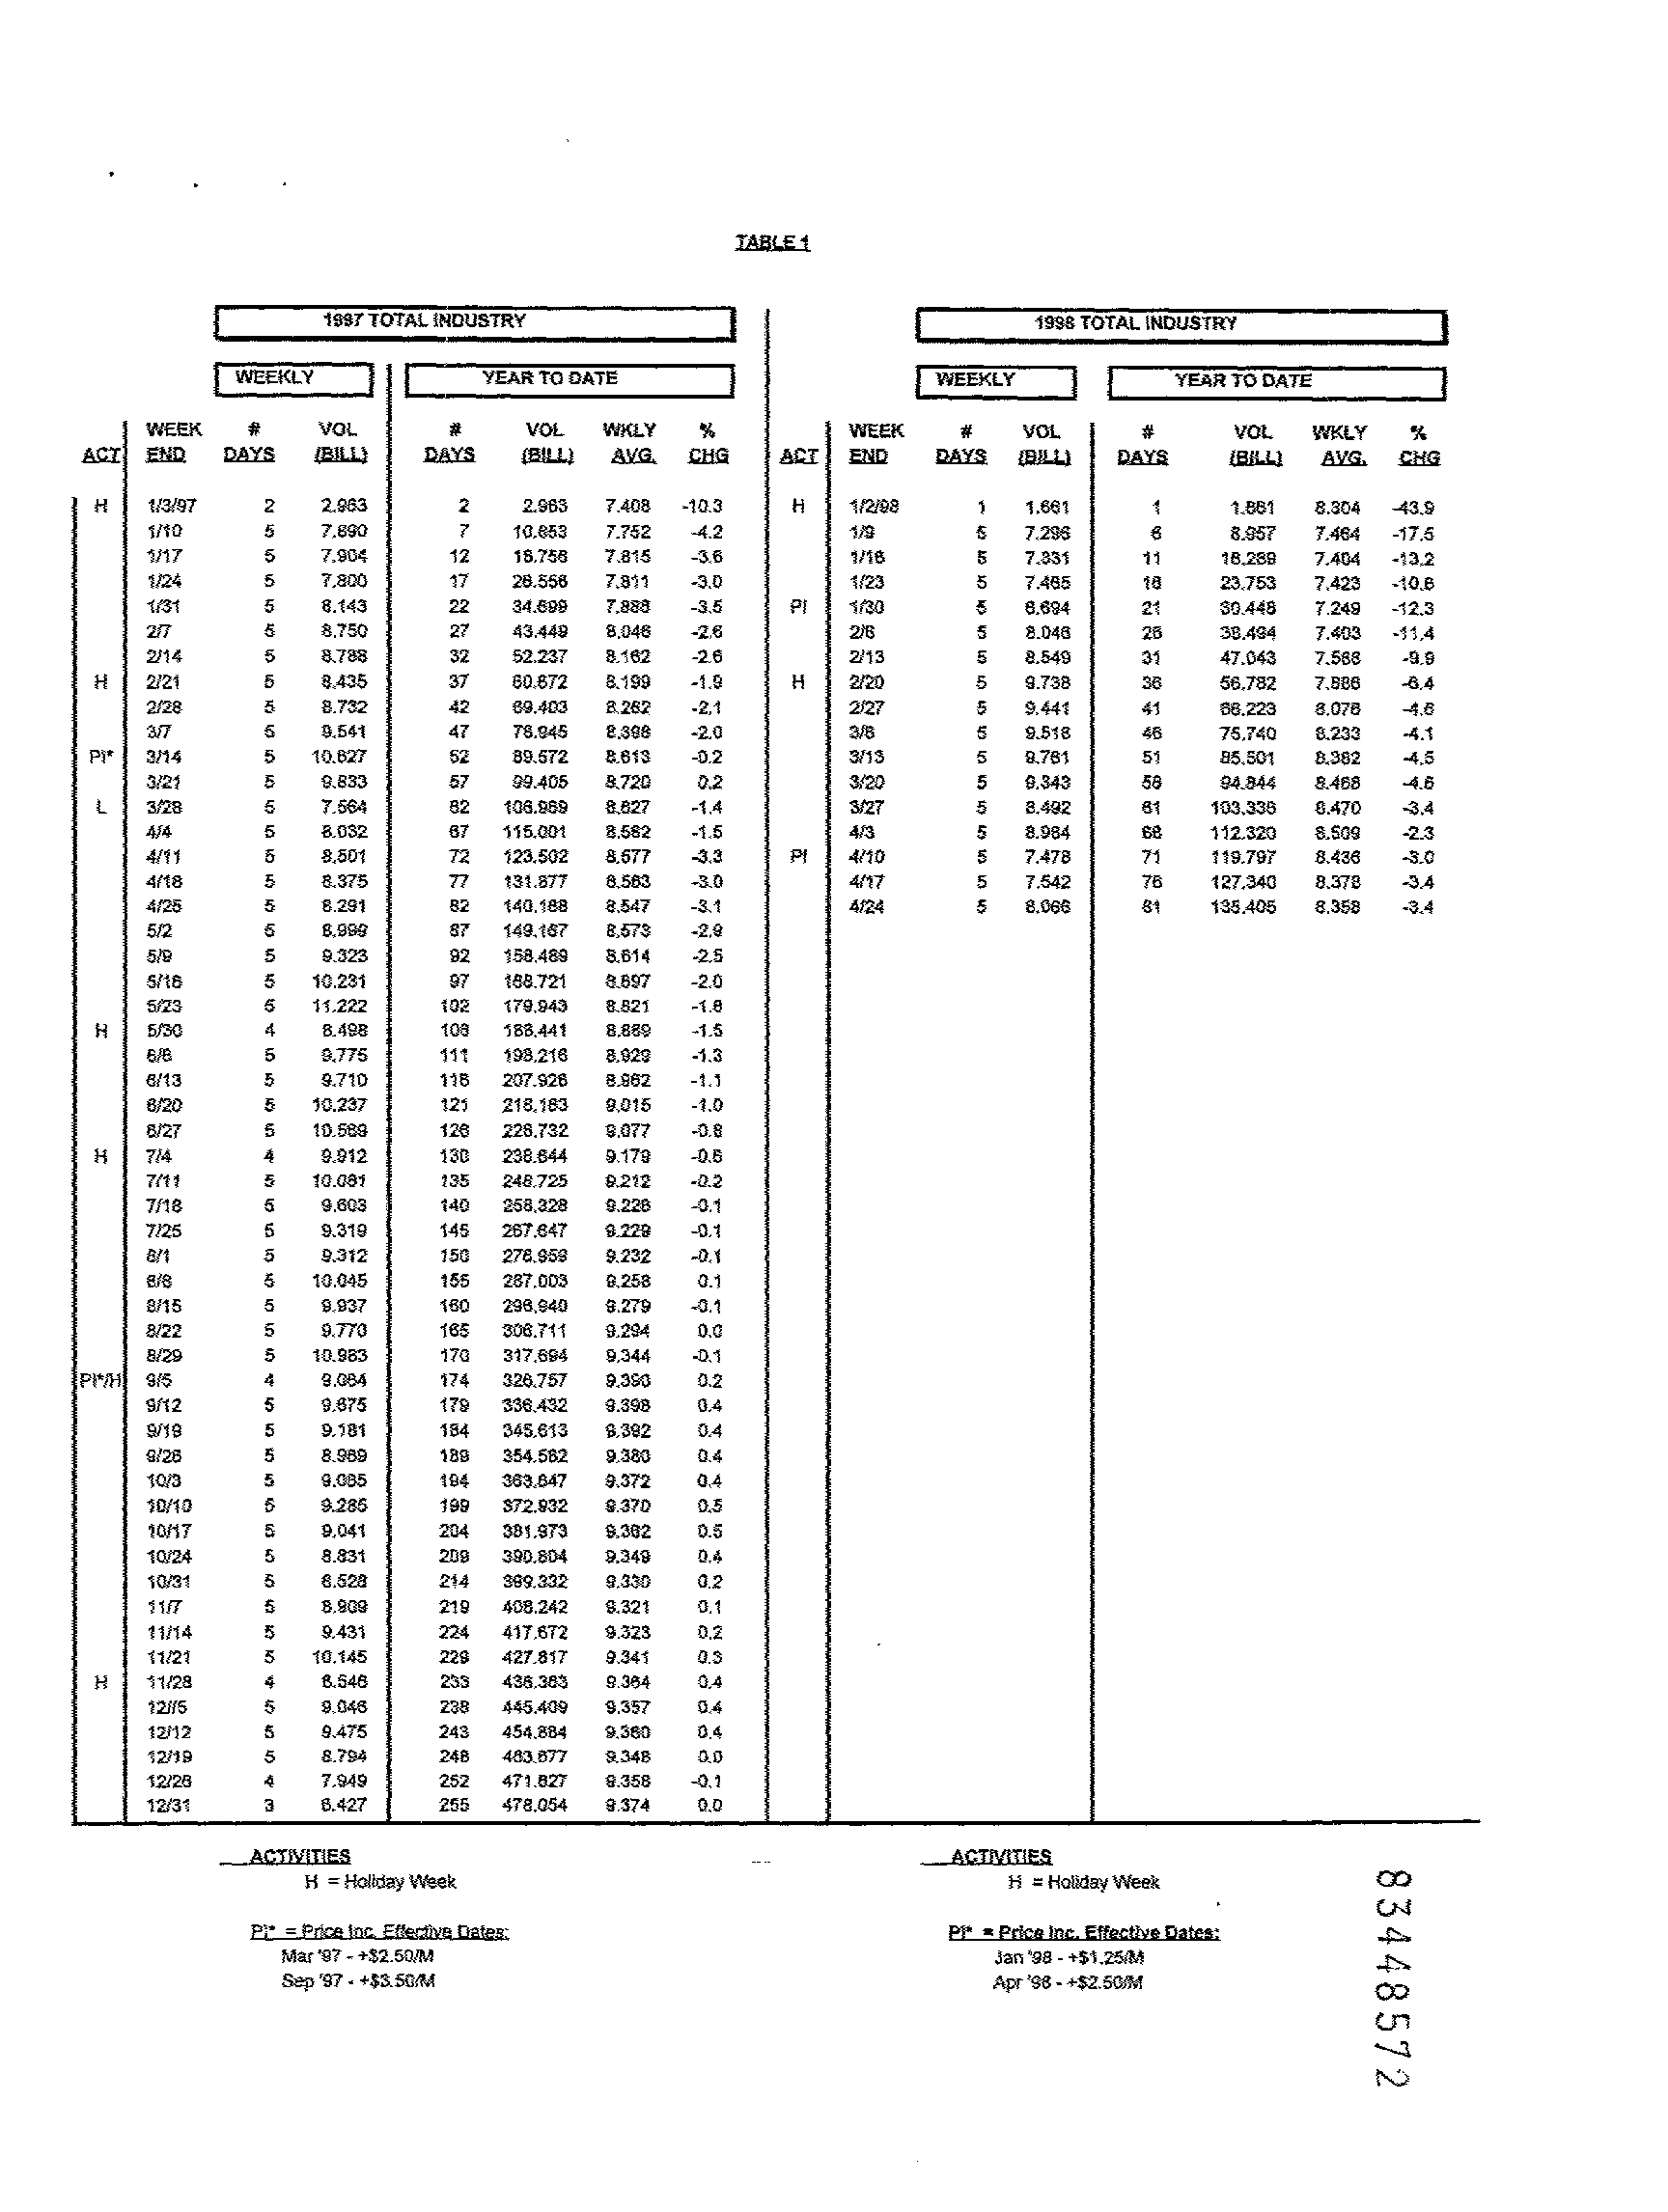 TABLE 1
1997 TOTAL INDUSTRY 1998 TOTAL INDUSTRY
WEEKLY YEAR TO DATE WEEKLY YEAR TO DATE
WEEK # VOL # VOL WKLY % WEEK # VOL # VOL WKLY %
ACT END DAYS (BILL) DAYS (BILL) AVG. CHG ACT END DAYS (BILL) DAYS (BILL) AVG. CHG
H 1/3/97 2 2.963 2 2.963 7.408 -10.3 H 1/2/98 1 1.661 1 1.661 8.304 -43.9
1/10 5 7.890 7 10.853 7.752 -4.2 1/9 5 7.296 6 8.957 7.464 -17.5
1/17 5 7.904 12 18.758 7.815 -3.6 1/16 5 7.331 11 16.289 7.404 -13.2
1/24 5 7.800 17 26.558 7.811 -3.0 1/23 5 7.465 16 23.753 7.423 -10.6
1/31 5 8.143 22 34.699 7.886 -3.5 PI 1/30 5 6.694 21 30.448 7.249 -12.3
2/7 5 8.750 27 43.449 8.046 -2.6 2/6 5 8.046 26 38.494 7.403 -11.4
2/14 5 8.788 32 52.237 8.162 -2.6 2/13 5 8.549 31 47.043 7.588 -9.9
H 2/21 5 8.435 37 60.672 8.199 -1.9 H 2/20 5 9.738 36 56.782 7.886 -6.4
2/28 5 8.732 42 69.403 8.262 -2.1 2/27 5 9.441 41 66.223 8.076 -4.6
3/7 5 9.541 47 78.945 8.398 -2.0 3/6 5 9.518 46 75.740 8.233 -4.1
PI* 3/14 5 10.627 52 89.572 8.613 -0.2 3/13 5 9.761 51 85.501 8.382 -4.5
3/21 5 9.833 57 99.405 8.720 0.2 3/20 5 9.343 56 94.844 8.468 -4.6
L 3/28 5 7.564 62 106.969 8.627 -1.4 3/27 5 8.492 61 103.336 8.470 -3.4
4/4 5 8.032 67 115.001 8.582 -1.5 4/3 5 8.984 66 112.320 8.509 -2.3
4/11 5 8.501 72 123.502 8.577 -3.3 PI 4/10 5 7.478 71 119.797 8.436 -3.0
4/18 5 8.375 77 131.877 8.563 -3.0 4/17 5 7.542 76 127.340 8.378 -3.4
4/25 5 8.291 82 140.168 8.547 -3.1 4/24 5 8.066 81 135.405 8.358 -3.4
5/2 5 8.999 87 149.167 8.573 -2.9
5/9 5 9.323 92 158.489 8.614 -2.5
5/16 5 10.231 97 168.721 8.697 -2.0
5/23 5 11.222 102 179.943 8.821 -1.8
H 5/30 4 8.498 106 188.441 8.889 -1.5
6/6 5 9.775 111 198.216 8.929 -1.3
6/13 5 9.710 116 207.926 8.962 -1.1
6/20 5 10.237 121 218.163 9.015 -1.0
6/27 5 10.569 126 228.732 9.077 -0.8
H 7/4 4 9.912 130 238.644 9.179 -0.6
7/11 5 10.081 135 248.725 9.212 -0.2
7/18 5 9.603 140 258.328 9.226 -0.1
7/25 5 9.319 145 267.647 9.229 -0.1
8/1 5 9.312 150 276.959 9.232 -0.1
8/8 5 10.045 155 287.003 9.258 0.1
8/15 5 9.937 160 296.940 9.279 -0.1
8/22 5 9.770 165 306.711 9.294 0.0
8/29 5 10.983 170 317.694 9.344 -0.1
PI*/H 9/5 4 9.064 174 326.757 9.390 0.2
9/12 5 9.675 179 336.432 9.398 0.4
9/19 5 9.181 184 345.613 9.392 0.4
9/26 5 8.969 189 354.582 9.380 0.4
10/3 5 9.065 194 363.647 9.372 0.4
10/10 5 9.285 199 372.932 9.370 0.5
10/17 5 9.041 204 381.973 9.362 0.5
10/24 5 8.831 209 390.804 9.349 0.4
10/31 5 8.528 214 399.332 9.330 0.2
11/7 5 8.909 219 408.242 9.321 0.1
11/14 5 9.431 224 417.672 9.323 0.2
11/21 5 10.145 229 427.817 9.341 0.3
H 11/28 4 8.546 233 436.363 9.364 0.4
12//5 5 9.046 238 445.409 9.357 0.4
12/12 5 9.475 243 454.884 9.360 0.4
12/19 5 8.794 248 463.677 9.348 0.0
12/26 4 7.949 252 471.627 9.358 -0.1
12/31 3 6.427 255 478.054 9.374 0.0
ACTIVITIES ACTIVITIES
H = Holiday Week H = Holiday Week
PI* = Price Inc. Effective Dates: PI* = Price Inc. Effective Dates:
Mar '97 - +$2.50/M Jan '98 - +$1.25/M
Sep '97 - +$3.50/M Apr '98 - +$2.50/M
83448572